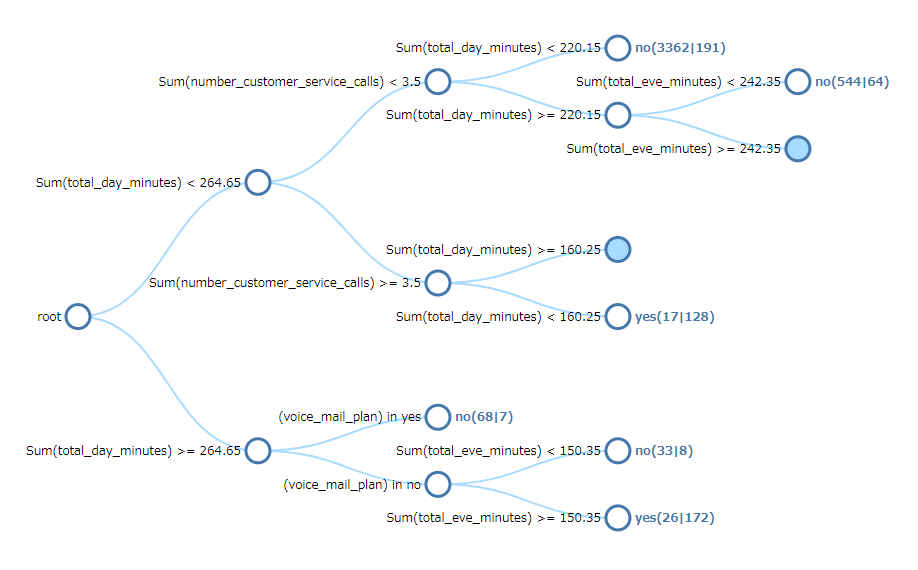 Sum(total_day_minutes) < 220.15 no(3362|191)
Sum(number_customer_service_calls) < 3.5 Sum(total_eve_minutes) < 242.35 no(544|64)
Sum(total_day_minutes) >= 220.15
Sum(total_eve_minutes) >= 242.35
Sum(total_day_minutes) < 264.65
Sum(total_day_minutes) >= 160.25
Sum(number_customer_service_calls) >= 3.5
root Sum(total_day_minutes) < 160.25 yes(17|128)
(voice_mail_plan) in yes no(68|7)
Sum(total_day_minutes) >= 264.65 Sum(total_eve_minutes) < 150.35 no(33|8)
(voice_mail_plan) in no
Sum(total_eve_minutes) >= 150.35 yes(26|172)